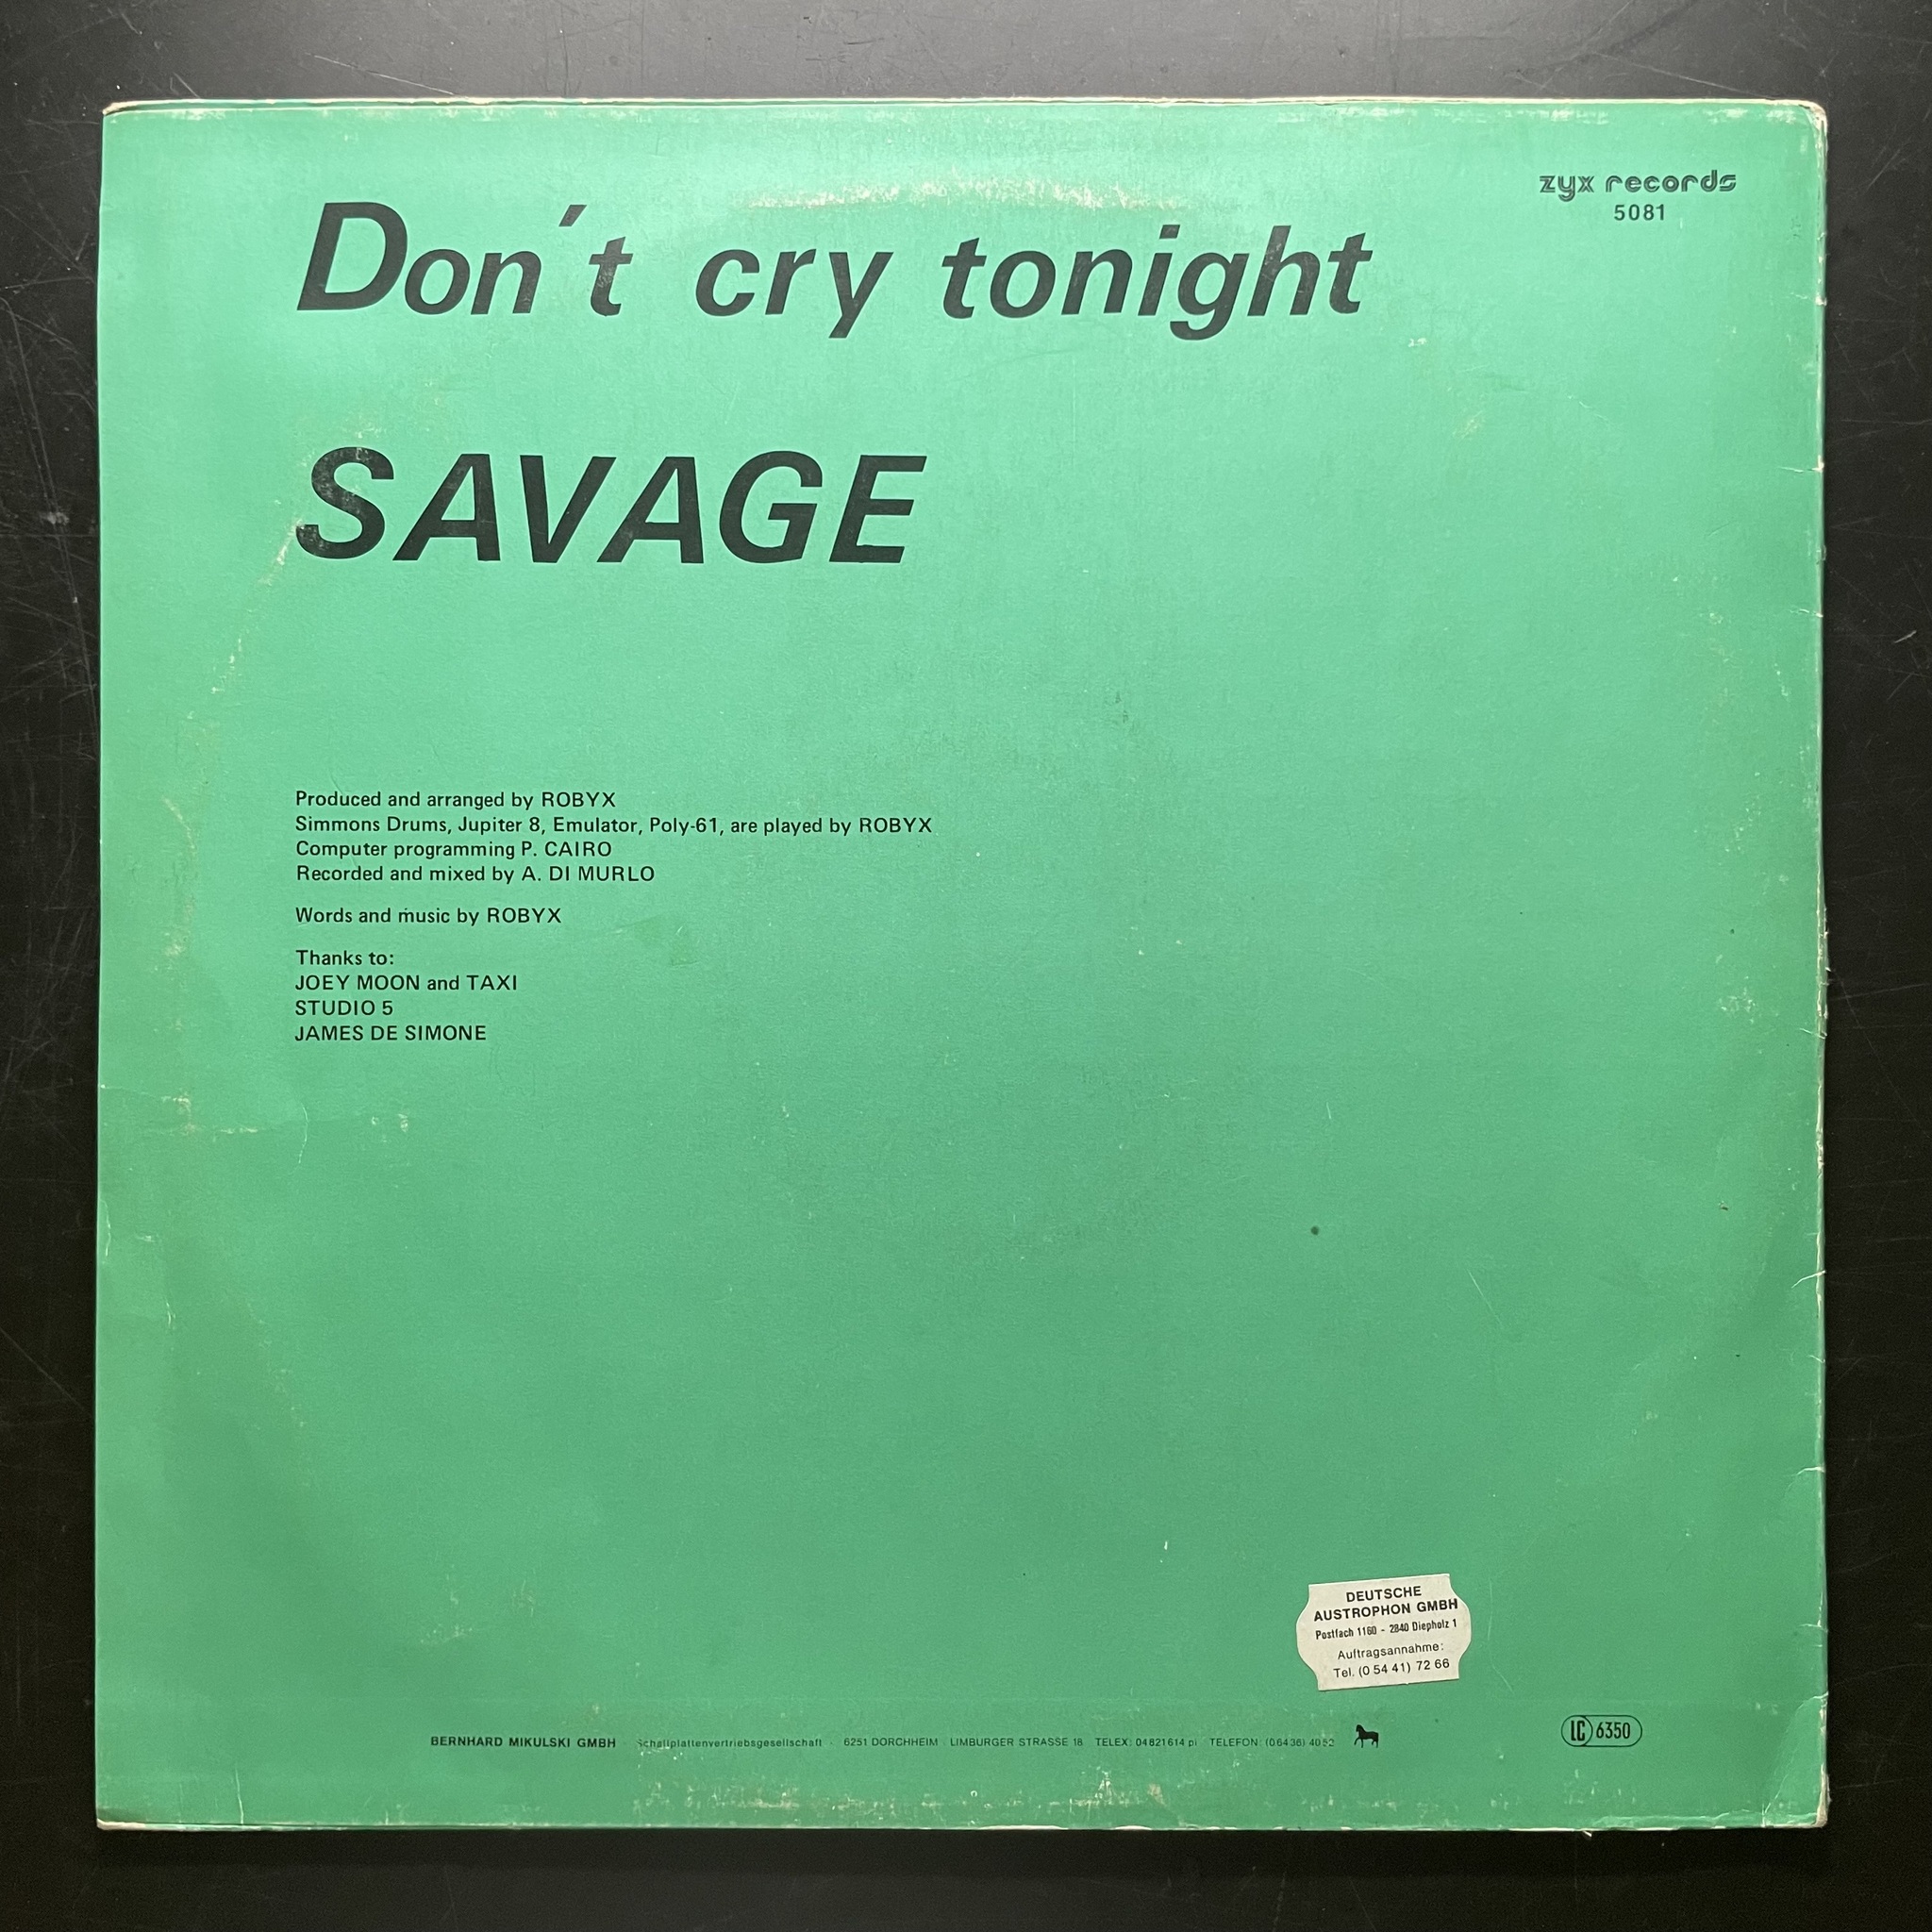 zyx records
5081
Don´t cry tonight
SAVAGE
Produced and arranged by ROBYX
Simmons Drums, Jupiter 8, Emulator, Poly-61, are played by ROBYX
Computer programming P. CAIRO
Recorded and mixed by A. DI MURLO
Words and music by ROBYX
Thanks to:
JOEY MOON and TAXI
STUDIO 5
JAMES DE SIMONE
DEUTSCHE
AUSTROPHON GMBH
Postfach 1160 - 2840 Diepholz 1
Auftragsannahme:
Tel. (0 54 41) 72 66
BERNHARD MIKULSKI GMBH · Schallplattenvertriebsgesellschaft · 6251 DORCHHEIM · LIMBURGER STRASSE 18 TELEX: 04821614 pi TELEFON: (06436) 4052
LC 6350